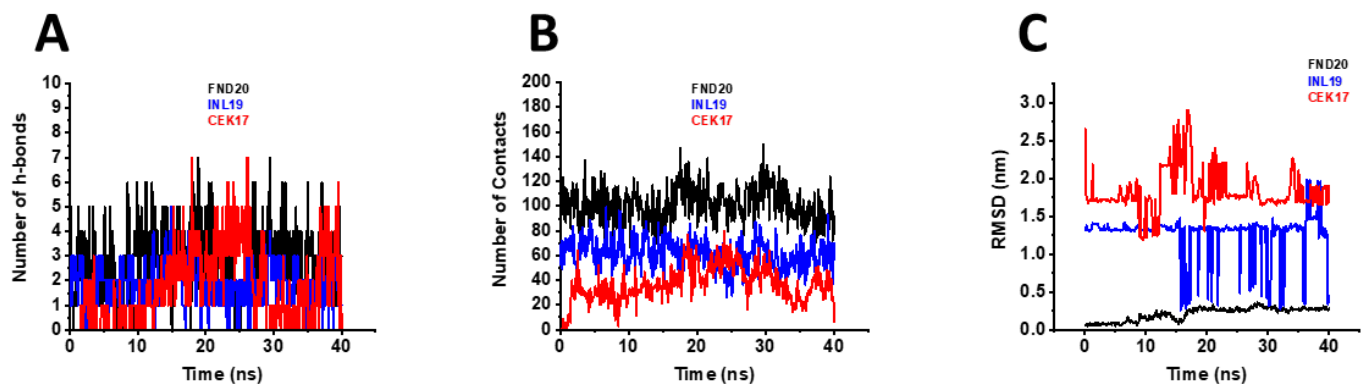 A
Number of h-bonds
10
9
8
7
6
5
4
3
2
1
0
FND20
INL19
CEK17
0 10 20 30 40
Time (ns)
B
Number of Contacts
200
180
160
140
120
100
80
60
40
20
0
FND20
INL19
CEK17
0 10 20 30 40
Time (ns)
C
RMSD (nm)
3.0
2.5
2.0
1.5
1.0
0.5
0.0
FND20
INL19
CEK17
0 10 20 30 40
Time (ns)